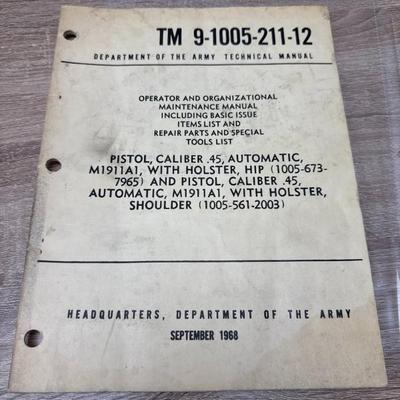 TM 9-1005-211-12
DEPARTMENT OF THE ARMY TECHNICAL MANUAL
OPERATOR AND ORGANIZATIONAL
MAINTENANCE MANUAL
INCLUDING BASIC ISSUE
ITEMS LIST AND
REPAIR PARTS AND SPECIAL
TOOLS LIST
PISTOL, CALIBER .45, AUTOMATIC,
M1911A1, WITH HOLSTER, HIP (1005-673-
7965) AND PISTOL, CALIBER .45,
AUTOMATIC, M1911A1, WITH HOLSTER,
SHOULDER (1005-561-2003)
HEADQUARTERS, DEPARTMENT OF THE ARMY
SEPTEMBER 1968